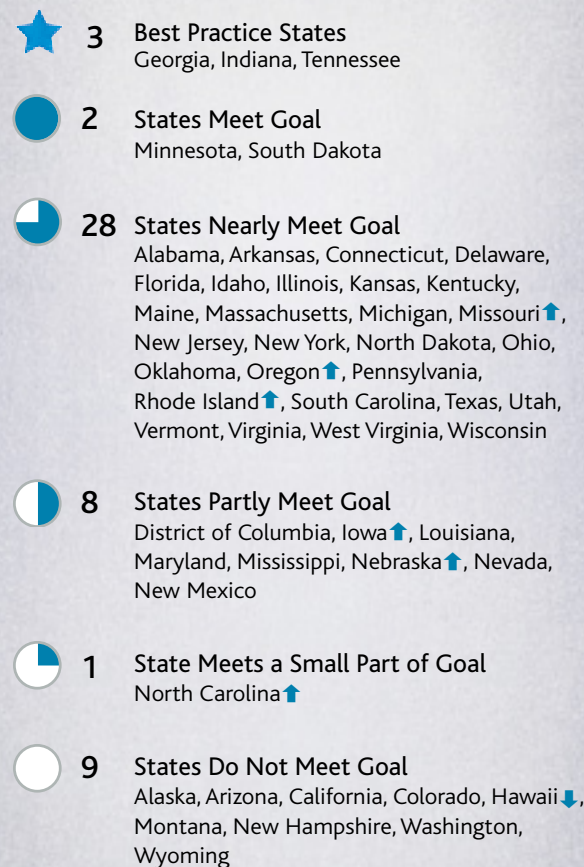 3 Best Practice States
Georgia, Indiana, Tennessee
2 States Meet Goal
Minnesota, South Dakota
28 States Nearly Meet Goal
Alabama, Arkansas, Connecticut, Delaware,
Florida, Idaho, Illinois, Kansas, Kentucky,
Maine, Massachusetts, Michigan, Missouri⬆,
New Jersey, New York, North Dakota, Ohio,
Oklahoma, Oregon⬆, Pennsylvania,
Rhode Island⬆, South Carolina, Texas, Utah,
Vermont, Virginia, West Virginia, Wisconsin
8 States Partly Meet Goal
District of Columbia, Iowa⬆, Louisiana,
Maryland, Mississippi, Nebraska⬆, Nevada,
New Mexico
1 State Meets a Small Part of Goal
North Carolina⬆
9 States Do Not Meet Goal
Alaska, Arizona, California, Colorado, Hawaii⬇,
Montana, New Hampshire, Washington,
Wyoming